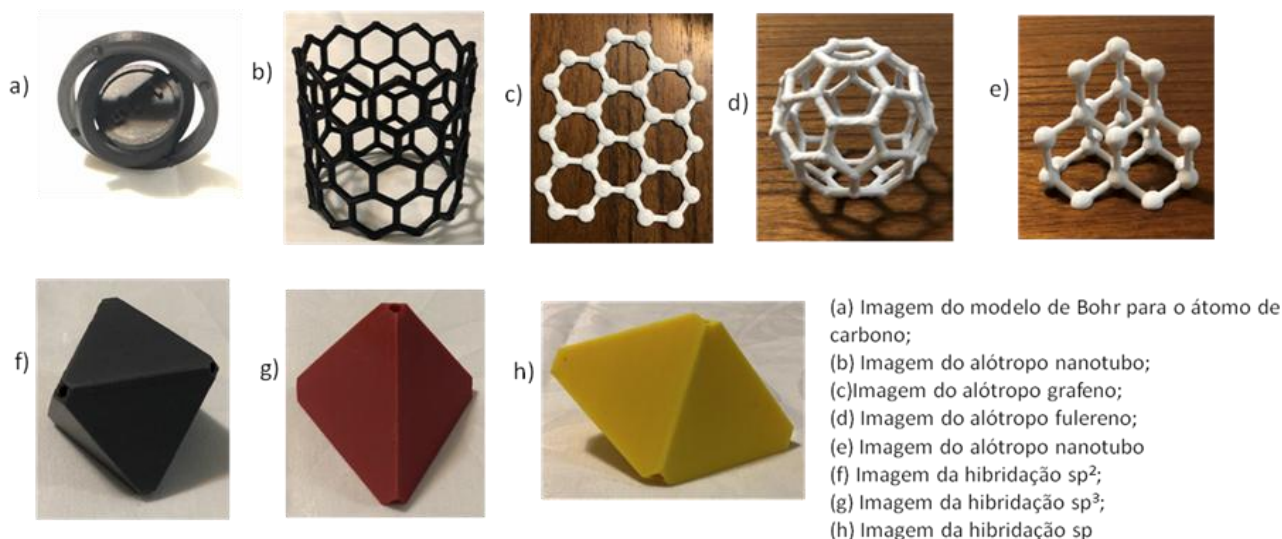 a)
b)
c)
d)
e)
f)
g)
h)
(a) Imagem do modelo de Bohr para o átomo de
carbono;
(b) Imagem do alótropo nanotubo;
(c)Imagem do alótropo grafeno;
(d) Imagem do alótropo fulereno;
(e) Imagem do alótropo nanotubo
(f) Imagem da hibridação sp²;
(g) Imagem da hibridação sp³;
(h) Imagem da hibridação sp